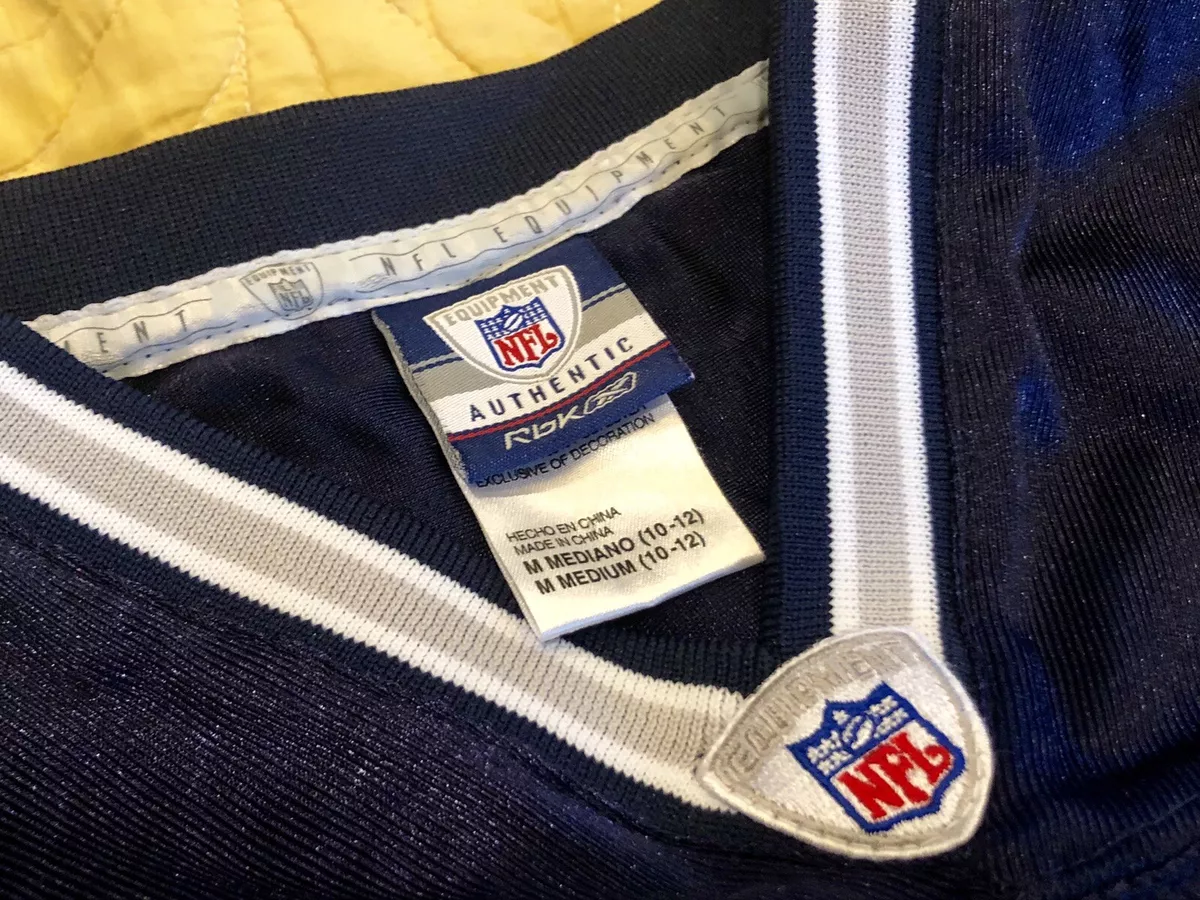 ENT
EQUIPMENT
NFL
NFL EQUIPMENT
EQUIPMENT
NFL
AUTHENTIC
RbK
EXCLUSIVE OF DECORATION
HECHO EN CHINA
MADE IN CHINA
M MEDIANO (10-12)
M MEDIUM (10-12)
EQUIPMENT
NFL